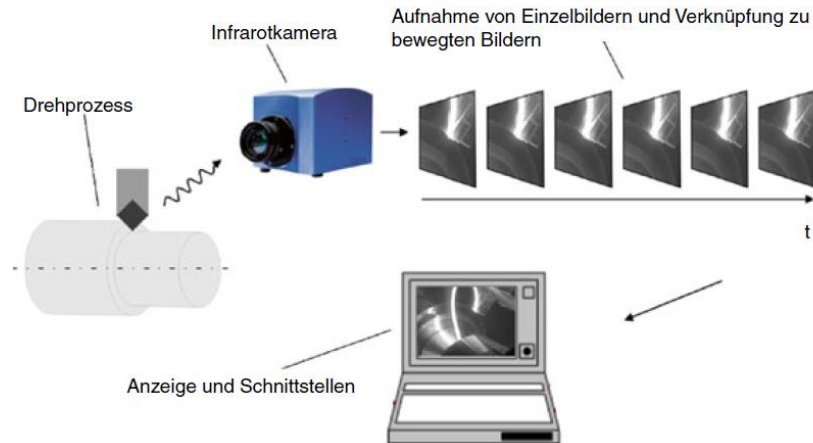 Aufnahme von Einzelbildern und Verknüpfung zu
bewegten Bildern
Infrarotkamera
Drehprozess
t
Anzeige und Schnittstellen